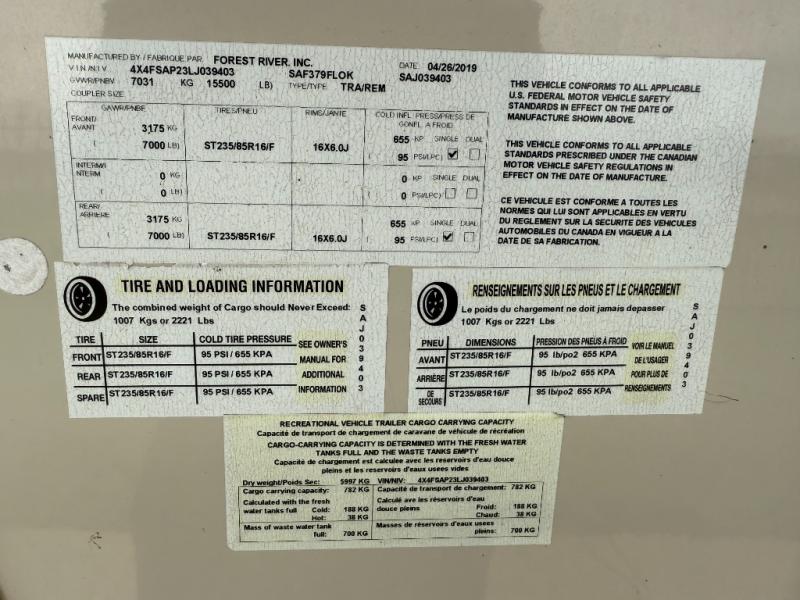 MANUFACTURED BY / FABRIQUE PAR FOREST RIVER, INC. DATE 04/26/2019
V I N / N I V 4X4FSAP23LJ039403 SAF379FLOK SAJ039403
GVWR/PNBV 7031 KG 15500 LB) TYPE/TYPE TRA/REM
COUPLER SIZE
GAWR/PNBE TIRES/PNEU RIMS/JANTE COLD INFL. PRESS/PRESS DE GONFL. A FROID
FRONT/ AVANT 3175 KG 655 KP SINGLE DUAL
( 7000 LB) ST235/85R16/F 16X6.0J ( 95 PSI/LPC)
INTERM/ INTERM 0 KG 0 KP SINGLE DUAL
( 0 LB) ( 0 PSI/LPC)
REAR/ ARRIERE 3175 KG 655 KP SINGLE DUAL
( 7000 LB) ST235/85R16/F 16X6.0J ( 95 PSI/LPC)
THIS VEHICLE CONFORMS TO ALL APPLICABLE
U.S. FEDERAL MOTOR VEHICLE SAFETY
STANDARDS IN EFFECT ON THE DATE OF
MANUFACTURE SHOWN ABOVE.
THIS VEHICLE CONFORMS TO ALL APPLICABLE
STANDARDS PRESCRIBED UNDER THE CANADIAN
MOTOR VEHICLE SAFETY REGULATIONS IN
EFFECT ON THE DATE OF MANUFACTURE.
CE VEHICULE EST CONFORME A TOUTES LES
NORMES QUI LUI SONT APPLICABLES EN VERTU
DU REGLEMENT SUR LA SECURITE DES VEHICULES
AUTOMOBILES DU CANADA EN VIGUEUR A LA
DATE DE SA FABRICATION.
TIRE AND LOADING INFORMATION
The combined weight of Cargo should Never Exceed:
1007 Kgs or 2221 Lbs
TIRE SIZE COLD TIRE PRESSURE
FRONT ST235/85R16/F 95 PSI / 655 KPA
REAR ST235/85R16/F 95 PSI / 655 KPA
SPARE ST235/85R16/F 95 PSI / 655 KPA
SEE OWNER'S
MANUAL FOR
ADDITIONAL
INFORMATION
SAJ039403
RENSEIGNEMENTS SUR LES PNEUS ET LE CHARGEMENT
Le poids du chargement ne doit jamais depasser
1007 Kgs or 2221 Lbs
PNEU DIMENSIONS PRESSION DES PNEUS À FROID
AVANT ST235/85R16/F 95 lb/po2 655 KPA
ARRIÈRE ST235/85R16/F 95 lb/po2 655 KPA
DE SECOURS ST235/85R16/F 95 lb/po2 655 KPA
VOIR LE MANUEL
DE L'USAGER
POUR PLUS DE
RENSEIGNEMENTS
SAJ039403
RECREATIONAL VEHICLE TRAILER CARGO CARRYING CAPACITY
Capacité de transport de chargement de caravane de véhicule de récréation
CARGO-CARRYING CAPACITY IS DETERMINED WITH THE FRESH WATER
TANKS FULL AND THE WASTE TANKS EMPTY
Capacité de chargement est calculee avec les reservoirs d'eau douce
pleins et les reservoirs d'eaux usees vides
Dry weight/Poids Sec: 5997 KG VIN/NIV: 4X4FSAP23LJ039403
Cargo carrying capacity: 782 KG Capacité de transport de chargement: 782 KG
Calculated with the fresh water tanks full Cold: 188 KG
Hot: 38 KG
Calculé ave les réservoirs d'eau douce pleins Froid: 188 KG
Chaud: 38 KG
Mass of waste water tank full: 700 KG
Masses de réservoirs d'eaux usees pleins: 700 KG